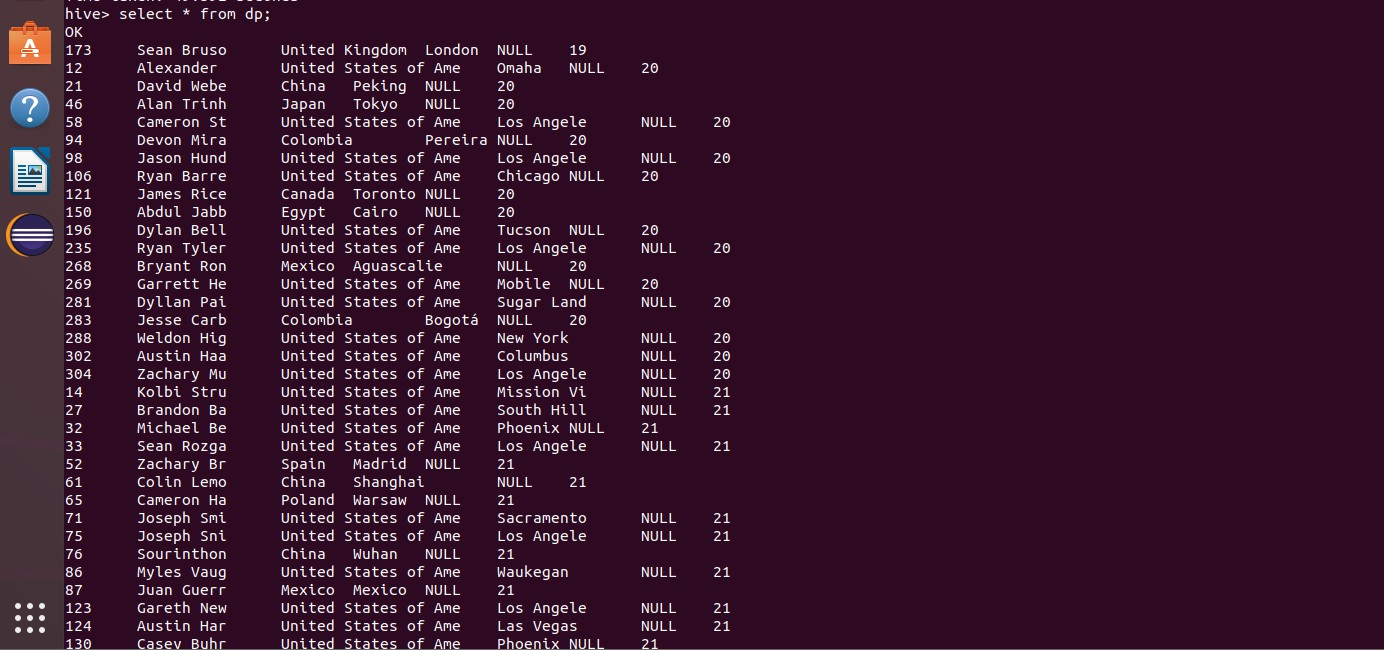 hive> select * from dp;
OK
173 Sean Bruso United Kingdom London NULL 19
12 Alexander United States of Ame Omaha NULL 20
21 David Webe China Peking NULL 20
46 Alan Trinh Japan Tokyo NULL 20
58 Cameron St United States of Ame Los Angele NULL 20
94 Devon Mira Colombia Pereira NULL 20
98 Jason Hund United States of Ame Los Angele NULL 20
106 Ryan Barre United States of Ame Chicago NULL 20
121 James Rice Canada Toronto NULL 20
150 Abdul Jabb Egypt Cairo NULL 20
196 Dylan Bell United States of Ame Tucson NULL 20
235 Ryan Tyler United States of Ame Los Angele NULL 20
268 Bryant Ron Mexico Aguascalie NULL 20
269 Garrett He United States of Ame Mobile NULL 20
281 Dyllan Pai United States of Ame Sugar Land NULL 20
283 Jesse Carb Colombia Bogotá NULL 20
288 Weldon Hig United States of Ame New York NULL 20
302 Austin Haa United States of Ame Columbus NULL 20
304 Zachary Mu United States of Ame Los Angele NULL 20
14 Kolbi Stru United States of Ame Mission Vi NULL 21
27 Brandon Ba United States of Ame South Hill NULL 21
32 Michael Be United States of Ame Phoenix NULL 21
33 Sean Rozga United States of Ame Los Angele NULL 21
52 Zachary Br Spain Madrid NULL 21
61 Colin Lemo China Shanghai NULL 21
65 Cameron Ha Poland Warsaw NULL 21
71 Joseph Smi United States of Ame Sacramento NULL 21
75 Joseph Sni United States of Ame Los Angele NULL 21
76 Sourinthon China Wuhan NULL 21
86 Myles Vaug United States of Ame Waukegan NULL 21
87 Juan Guerr Mexico Mexico NULL 21
123 Gareth New United States of Ame Los Angele NULL 21
124 Austin Har United States of Ame Las Vegas NULL 21
130 Casey Buhr United States of Ame Phoenix NULL 21